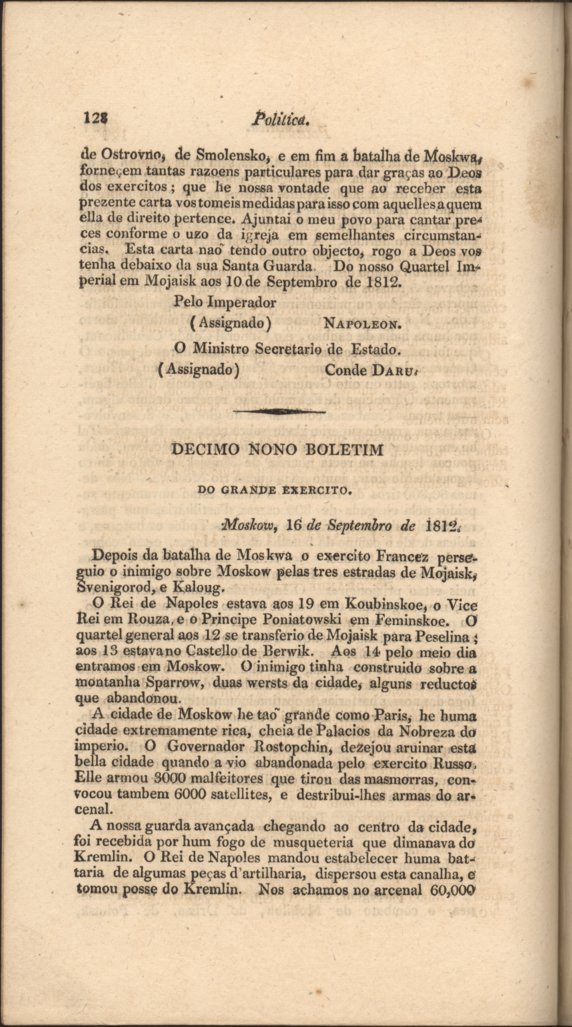 128 Politica.
de Ostrovno, de Smolensko, e em fim a batalha de Moskwa,
forneçem tantas razoens particulares para dar graças ao Deos
dos exercitos; que he nossa vontade que ao receber esta
prezente carta vos tomeis medidas para isso com aquelles a quem
ella de direito pertence. Ajuntai o meu povo para cantar pre-
ces conforme o uzo da igreja em semelhantes circumstan-
cias. Esta carta nao˜ tendo outro objecto, rogo a Deos vos
tenha debaixo da sua Santa Guarda. Do nosso Quartel Im-
perial em Mojaisk aos 10 de Septembro de 1812.
Pelo Imperador
(Assignado) NAPOLEON.
O Ministro Secretario de Estado.
(Assignado) Conde DARU.
DECIMO NONO BOLETIM
DO GRANDE EXERCITO.
Moskow, 16 de Septembro de 1812.
Depois da batalha de Moskwa o exercito Francez perse-
guio o inimigo sobre Moskow pelas tres estradas de Mojaisk,
Svenigorod, e Kaloug.
O Rei de Napoles estava aos 19 em Koubinskoe, o Vice
Rei em Rouza, e o Principe Poniatowski em Feminskoe. O
quartel general aos 12 se transferio de Mojaisk para Peselina;
aos 13 estava no Castello de Berwik. Aos 14 pelo meio dia
entramos em Moskow. O inimigo tinha construido sobre a
montanha Sparrow, duas wersts da cidade, alguns reductos
que abandonou.
A cidade de Moskow he tao˜ grande como Paris, he huma
cidade extremamente rica, cheia de Palacios da Nobreza do
imperio. O Governador Rostopchin, dezejou aruinar esta
bella cidade quando a vio abandonada pelo exercito Russo.
Elle armou 3000 malfeitores que tirou das masmorras, con-
vocou tambem 6000 satellites, e destribui-lhes armas do ar-
cenal.
A nossa guarda avançada chegando ao centro da cidade,
foi recebida por hum fogo de musqueteria que dimanava do
Kremlin. O Rei de Napoles mandou estabelecer huma bat-
taria de algumas peças d'artilharia, dispersou esta canalha, e
tomou posse do Kremlin. Nos achamos no arcenal 60,000